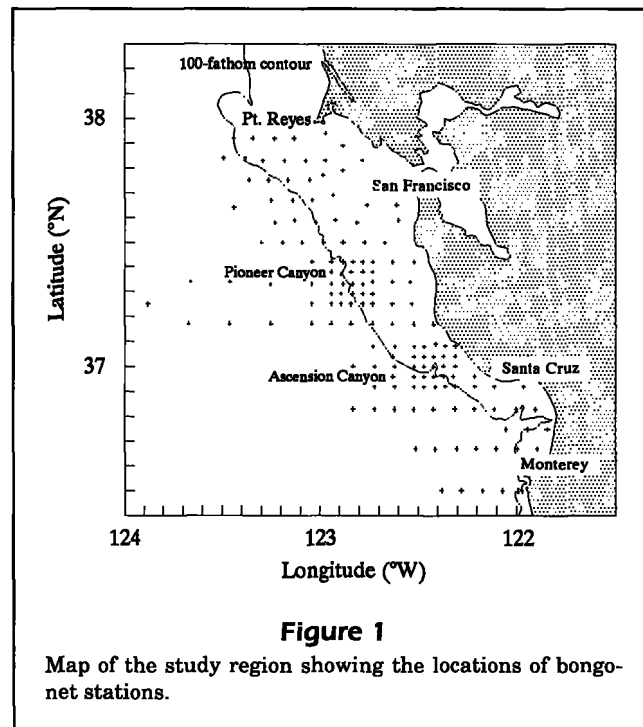 100-fathom contour
38
Pt. Reyes
San Francisco
Latitude (°N)
Pioneer Canyon
37
Ascension Canyon
Santa Cruz
Monterey
124
123
122
Longitude (°W)
Figure 1
Map of the study region showing the locations of bongo-
net stations.